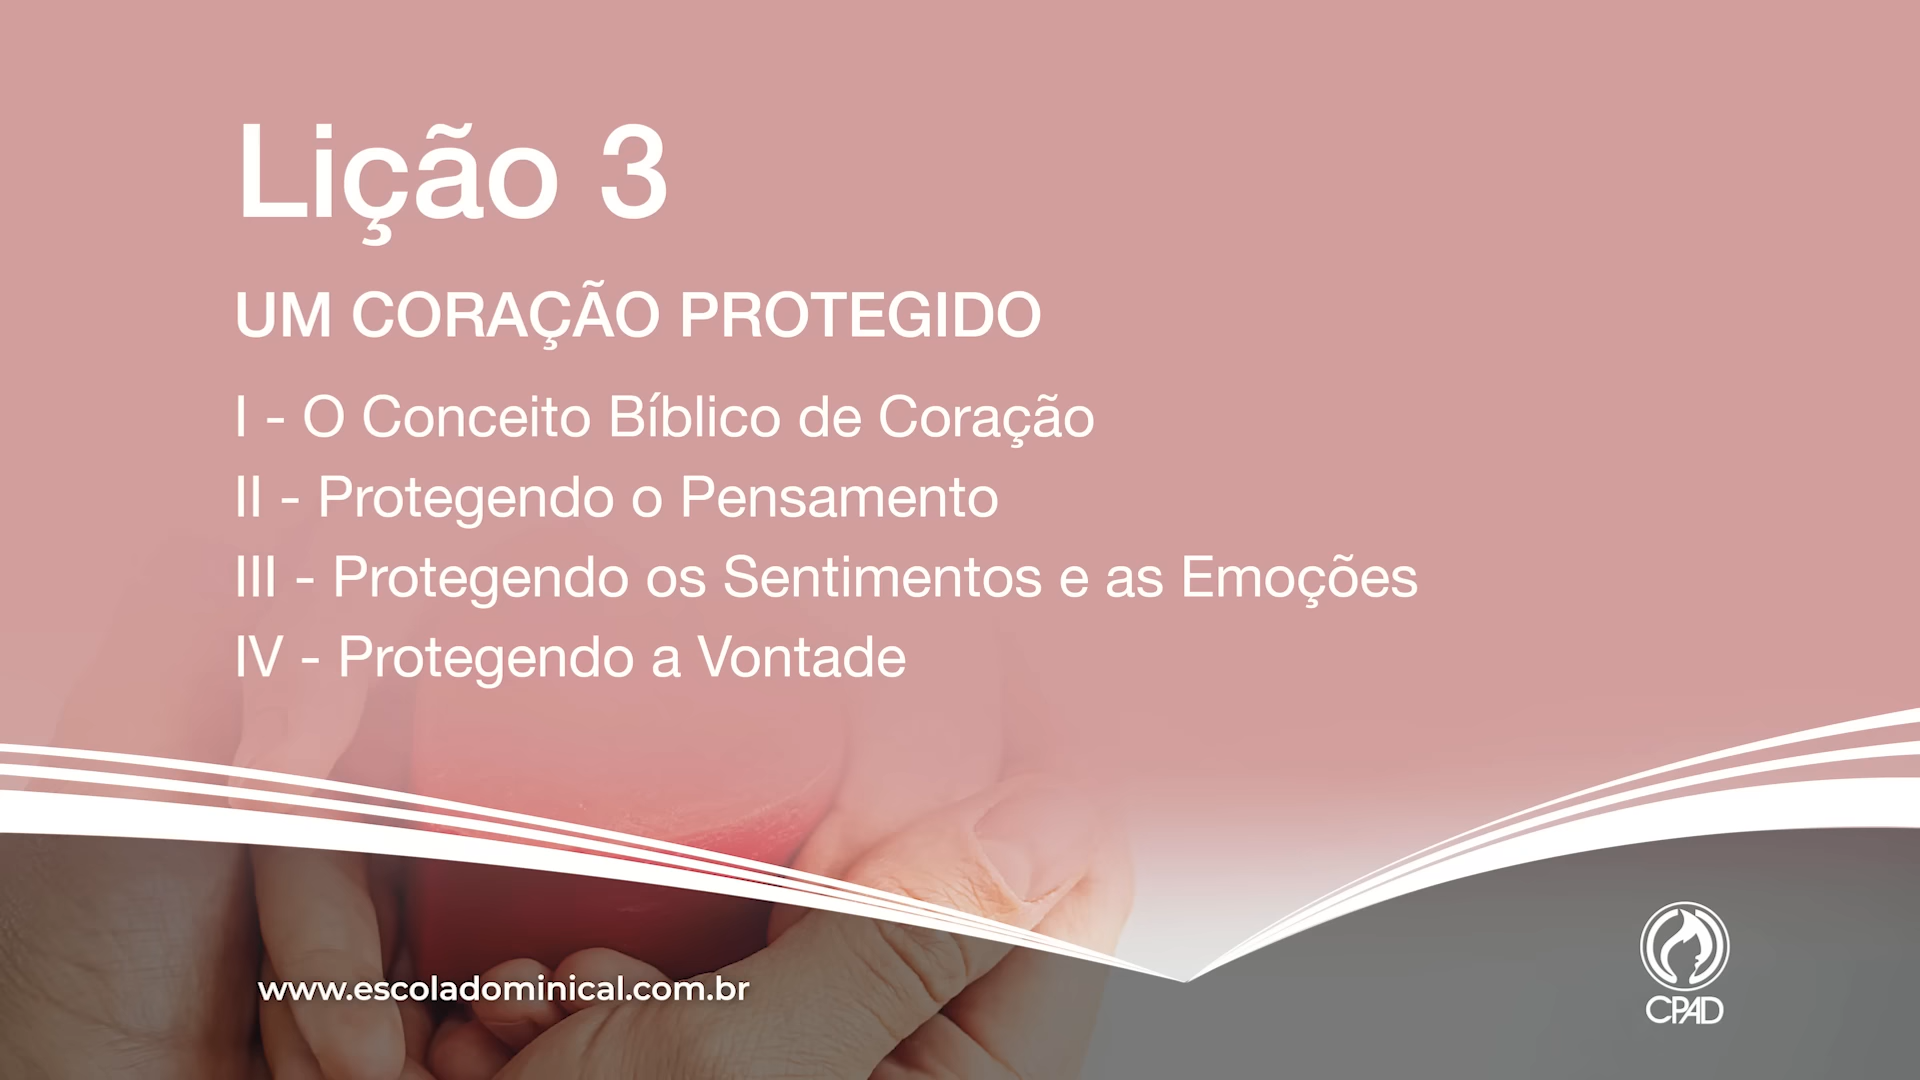 Lição 3
UM CORAÇÃO PROTEGIDO
I - O Conceito Bíblico de Coração
II - Protegendo o Pensamento
III - Protegendo os Sentimentos e as Emoções
IV - Protegendo a Vontade
www.escoladominical.com.br
CPAD